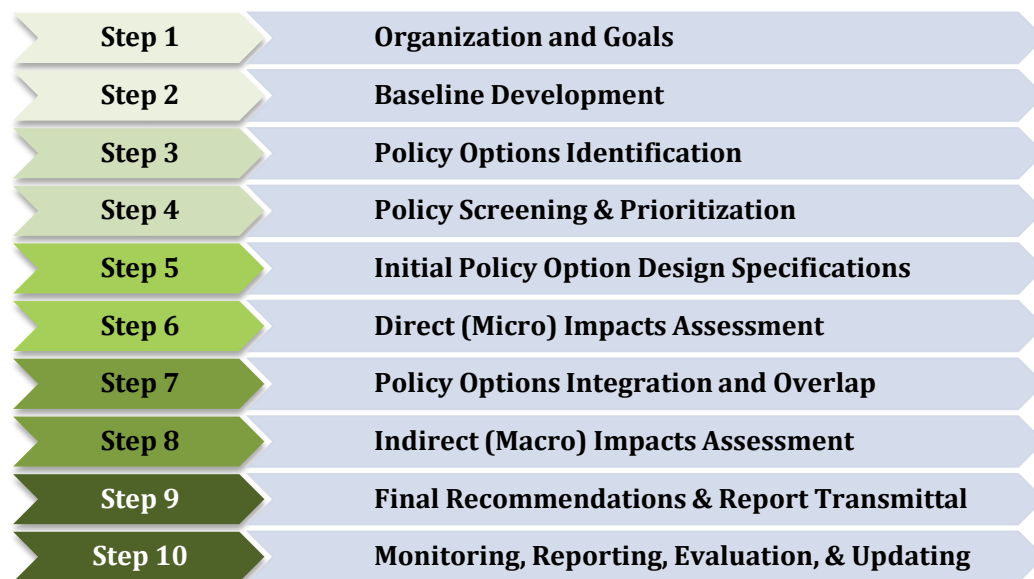 Step 1 Organization and Goals
Step 2 Baseline Development
Step 3 Policy Options Identification
Step 4 Policy Screening & Prioritization
Step 5 Initial Policy Option Design Specifications
Step 6 Direct (Micro) Impacts Assessment
Step 7 Policy Options Integration and Overlap
Step 8 Indirect (Macro) Impacts Assessment
Step 9 Final Recommendations & Report Transmittal
Step 10 Monitoring, Reporting, Evaluation, & Updating